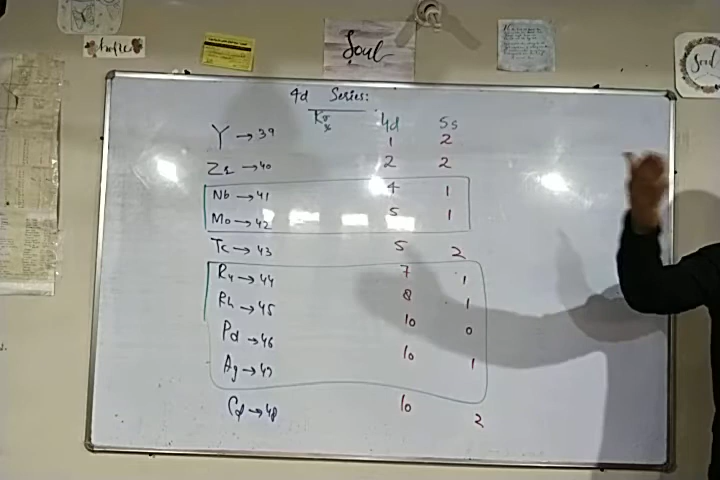 Soul
Soul
4d Series:
Kr 4d 5s
Y → 39 1 2
Zr → 40 2 2
Nb → 41 4 1
Mo → 42 5 1
Tc → 43 5 2
Ru → 44 7 1
Rh → 45 8 1
Pd → 46 10 0
Ag → 47 10 1
Cd → 48 10 2